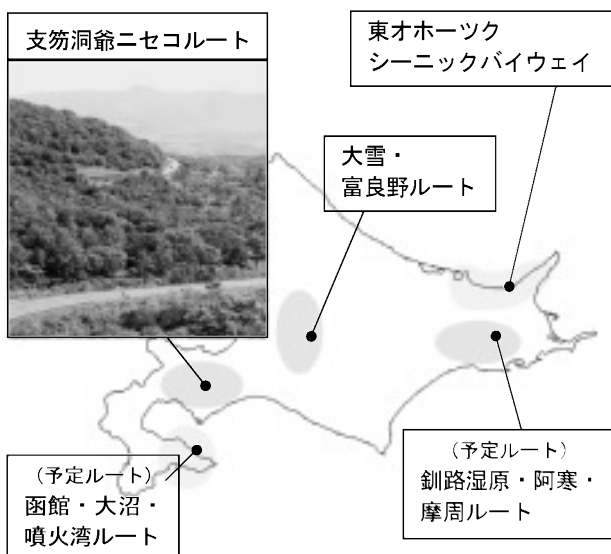 支笏洞爺ニセコルート
東オホーツク
シーニックバイウェイ
大雪・
富良野ルート
(予定ルート)
函館・大沼・
噴火湾ルート
(予定ルート)
釧路湿原・阿寒・
摩周ルート